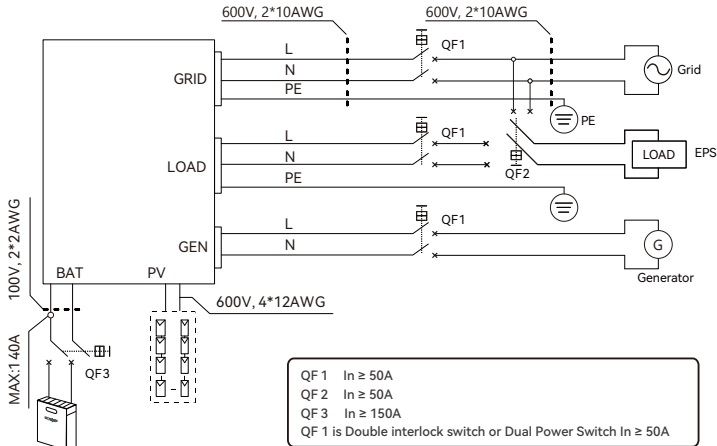 600V, 2*10AWG
600V, 2*10AWG
L
QF1
N
GRID
Grid
PE
PE
L
QF1
N
LOAD
QF2
LOAD
EPS
PE
L
QF1
N
GEN
G
Generator
BAT
PV
100V, 2*2AWG
600V, 4*12AWG
MAX:140A
QF3
QF 1 In ≥ 50A
QF 2 In ≥ 50A
QF 3 In ≥ 150A
QF 1 is Double interlock switch or Dual Power Switch In ≥ 50A